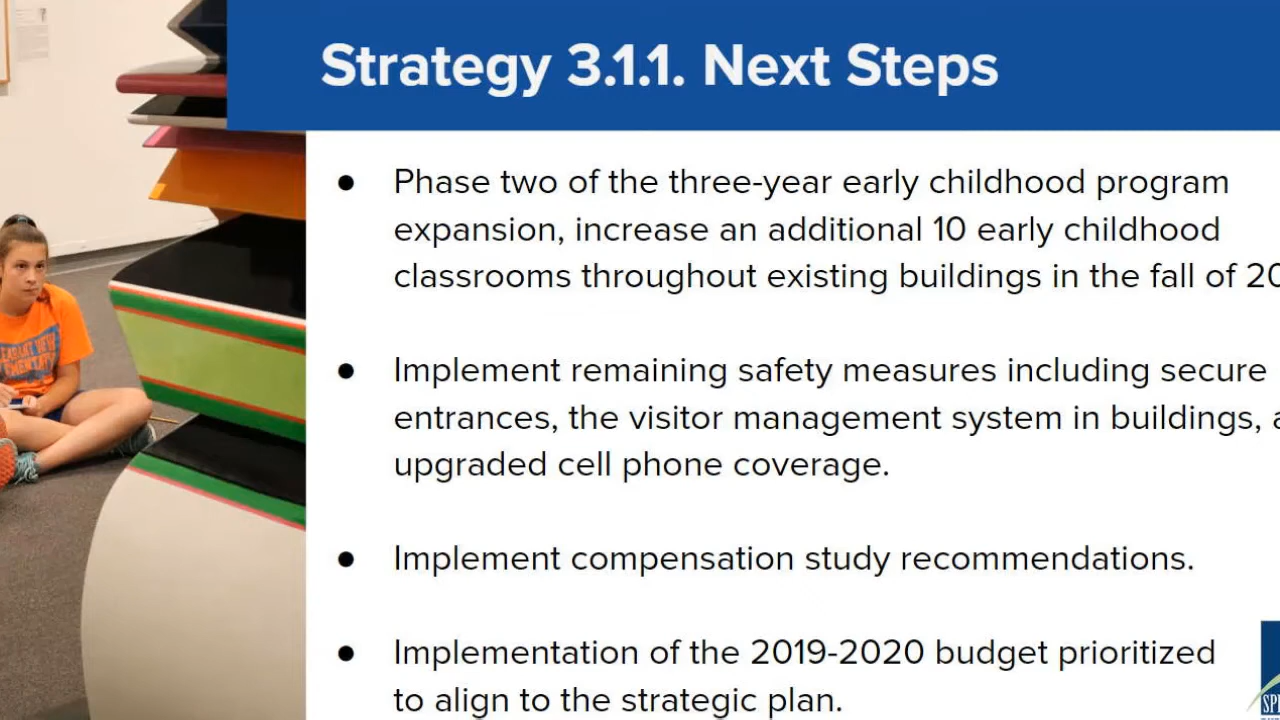 Strategy 3.1.1. Next Steps
● Phase two of the three-year early childhood program
expansion, increase an additional 10 early childhood
classrooms throughout existing buildings in the fall of
● Implement remaining safety measures including secure
entrances, the visitor management system in buildings,
upgraded cell phone coverage.
● Implement compensation study recommendations.
● Implementation of the 2019-2020 budget prioritized
to align to the strategic plan.